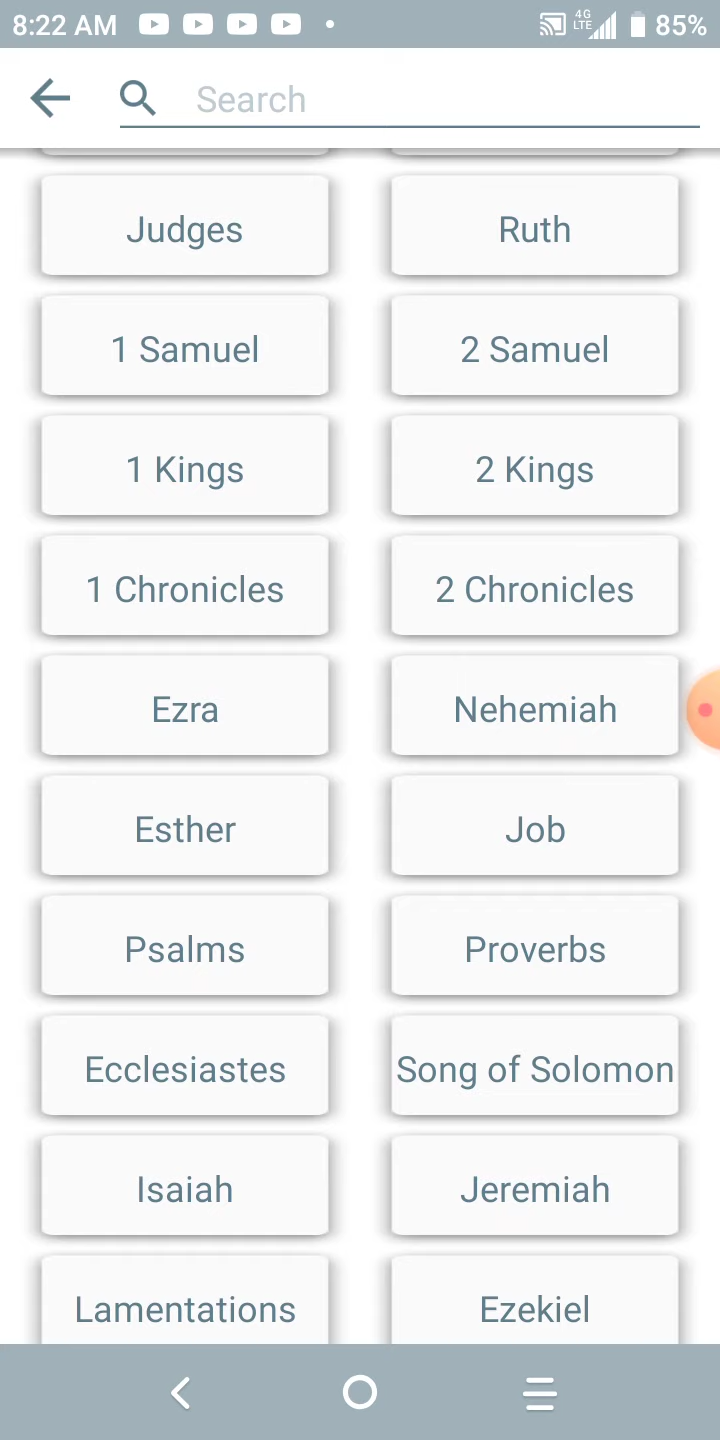 8:22 AM 4G LTE 85%
Search
Judges Ruth
1 Samuel 2 Samuel
1 Kings 2 Kings
1 Chronicles 2 Chronicles
Ezra Nehemiah
Esther Job
Psalms Proverbs
Ecclesiastes Song of Solomon
Isaiah Jeremiah
Lamentations Ezekiel